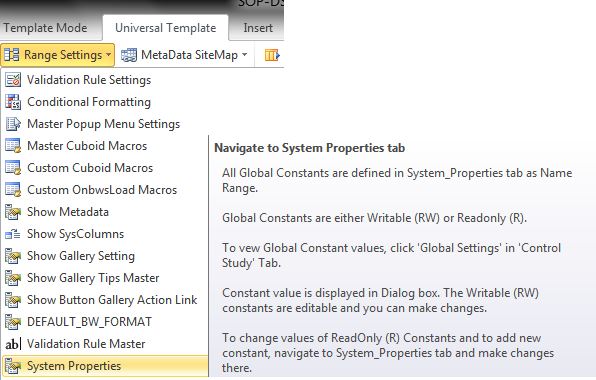 SOP-DS
Template Mode Universal Template Insert
Range Settings MetaData SiteMap
Validation Rule Settings
Conditional Formatting
Master Popup Menu Settings
Master Cuboid Macros
Custom Cuboid Macros
Custom OnbwsLoad Macros
Show Metadata
Show SysColumns
Show Gallery Setting
Show Gallery Tips Master
Show Button Gallery Action Link
DEFAULT_BW_FORMAT
ab Validation Rule Master
System Properties
Navigate to System Properties tab
All Global Constants are defined in System_Properties tab as Name
Range.
Global Constants are either Writable (RW) or Readonly (R).
To vew Global Constant values, click 'Global Settings' in 'Control
Study' Tab.
Constant value is displayed in Dialog box. The Writable (RW)
constants are editable and you can make changes.
To change values of ReadOnly (R) Constants and to add new
constant, navigate to System_Properties tab and make changes
there.